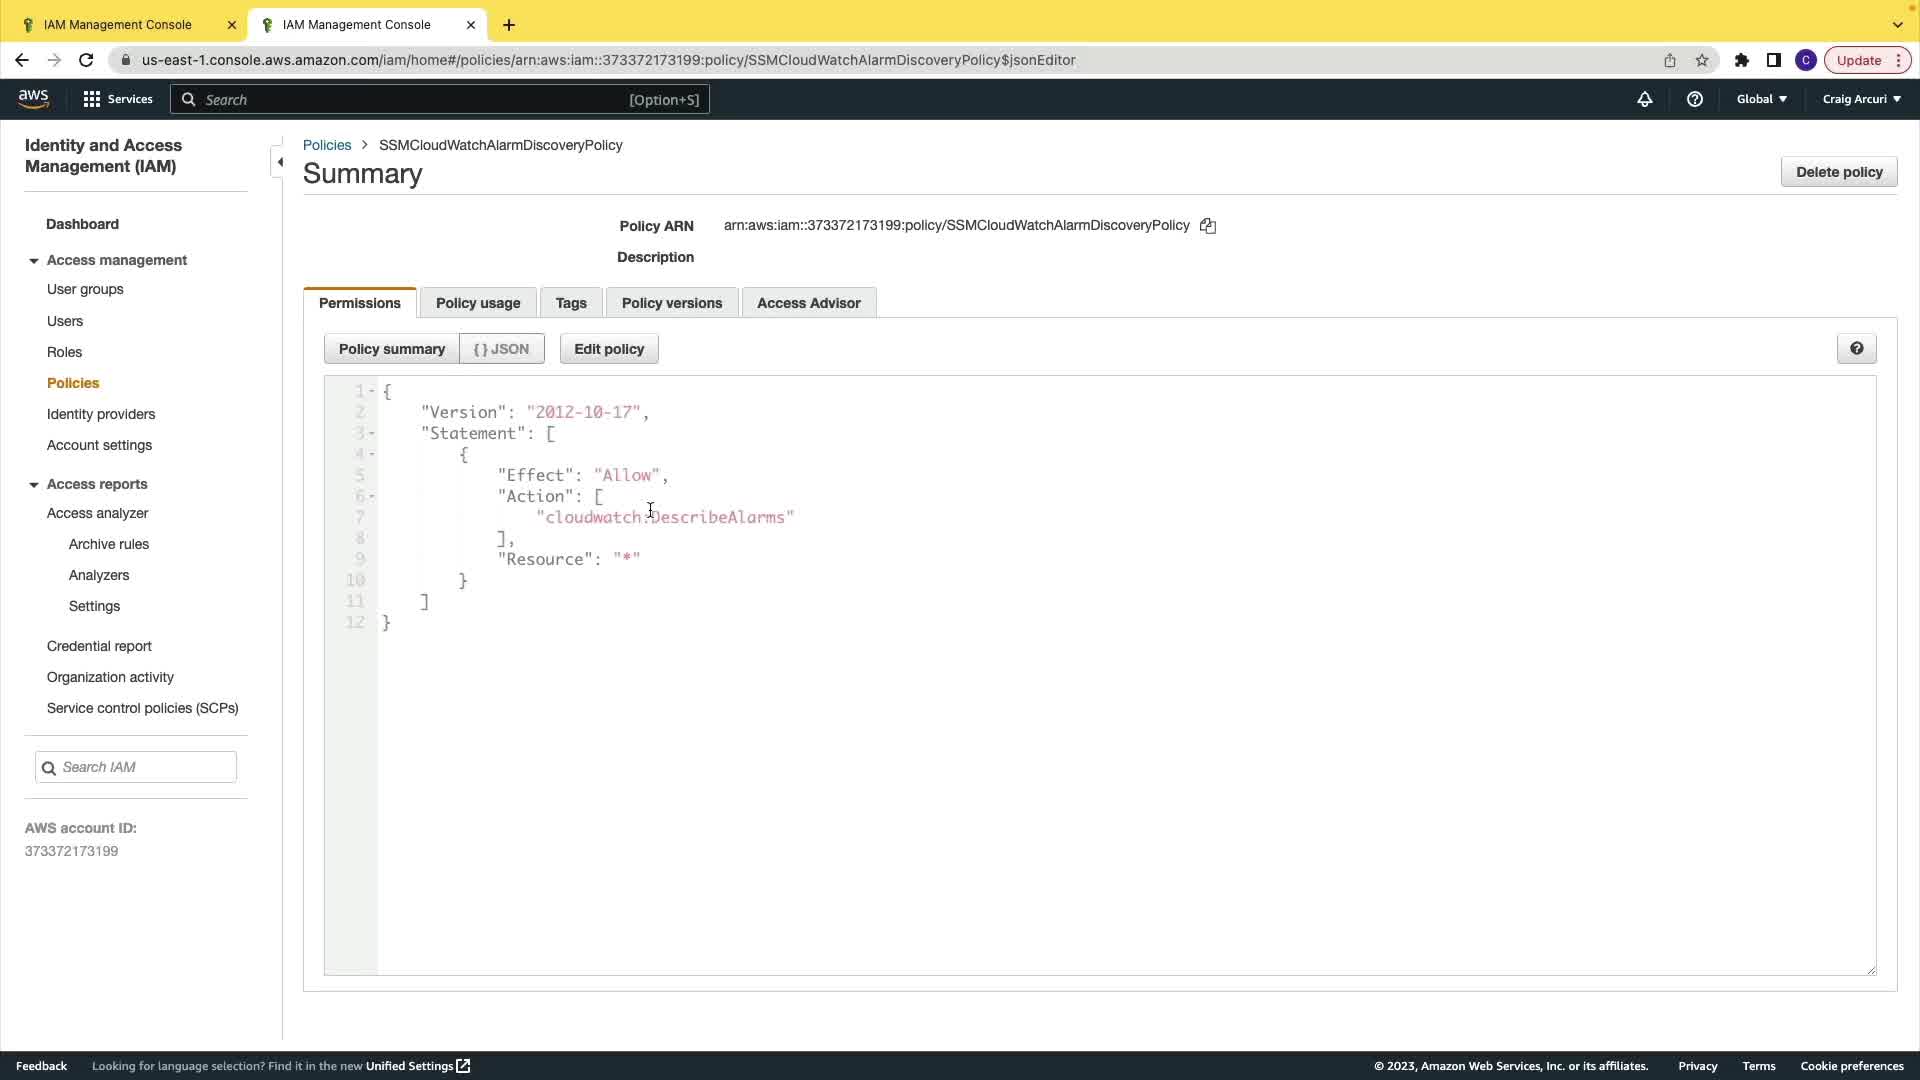 IAM Management Console
IAM Management Console
us-east-1.console.aws.amazon.com/iam/home#/policies/arn:aws:iam::373372173199:policy/SSMCloudWatchAlarmDiscoveryPolicy$jsonEditor
C
Update
aws
Services
Search
[Option+S]
Global
Craig Arcuri
Identity and Access
Management (IAM)
Dashboard
Access management
User groups
Users
Roles
Policies
Identity providers
Account settings
Access reports
Access analyzer
Archive rules
Analyzers
Settings
Credential report
Organization activity
Service control policies (SCPs)
Search IAM
AWS account ID:
373372173199
Policies > SSMCloudWatchAlarmDiscoveryPolicy
Summary
Delete policy
Policy ARN arn:aws:iam::373372173199:policy/SSMCloudWatchAlarmDiscoveryPolicy
Description
Permissions
Policy usage
Tags
Policy versions
Access Advisor
Policy summary
{ } JSON
Edit policy
?
1 {
2 "Version": "2012-10-17",
3 "Statement": [
4 {
5 "Effect": "Allow",
6 "Action": [
7 "cloudwatch:DescribeAlarms"
8 ],
9 "Resource": "*"
10 }
11 ]
12 }
Feedback
Looking for language selection? Find it in the new Unified Settings
© 2023, Amazon Web Services, Inc. or its affiliates.
Privacy
Terms
Cookie preferences